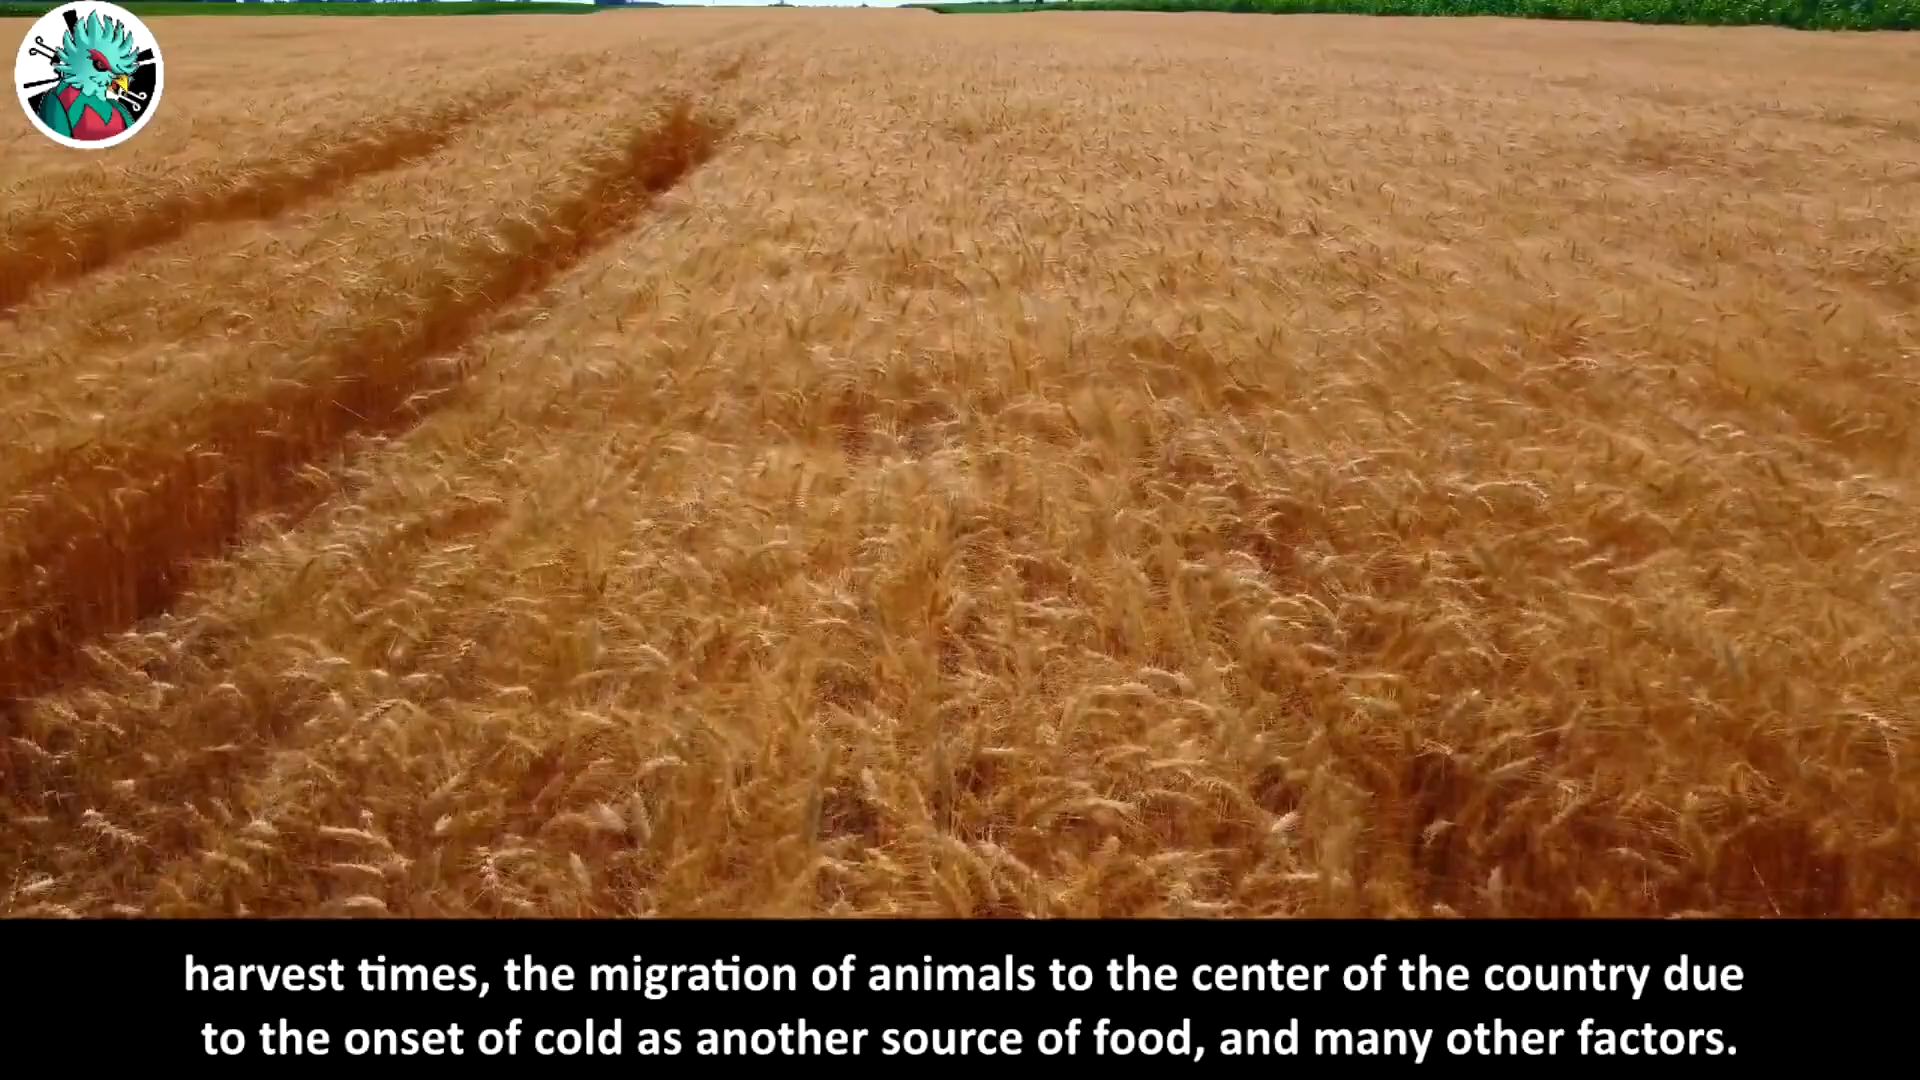 harvest times, the migration of animals to the center of the country due
to the onset of cold as another source of food, and many other factors.